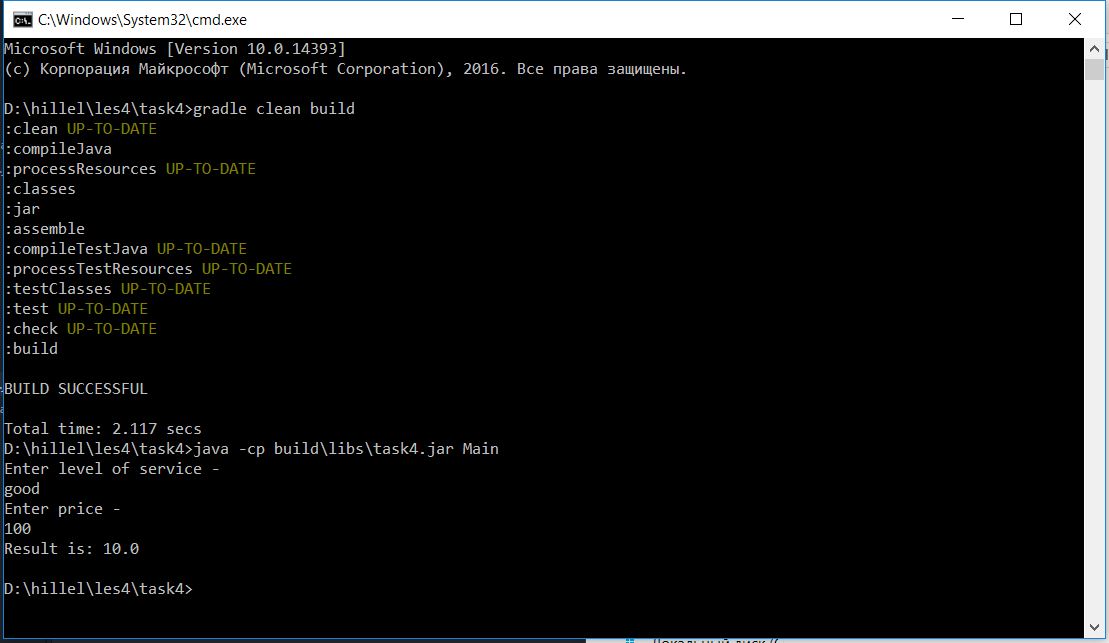 C:\Windows\System32\cmd.exe
Microsoft Windows [Version 10.0.14393]
(c) Корпорация Майкрософт (Microsoft Corporation), 2016. Все права защищены.
D:\hillel\les4\task4>gradle clean build
:clean UP-TO-DATE
:compileJava
:processResources UP-TO-DATE
:classes
:jar
:assemble
:compileTestJava UP-TO-DATE
:processTestResources UP-TO-DATE
:testClasses UP-TO-DATE
:test UP-TO-DATE
:check UP-TO-DATE
:build
BUILD SUCCESSFUL
Total time: 2.117 secs
D:\hillel\les4\task4>java -cp build\libs\task4.jar Main
Enter level of service -
good
Enter price -
100
Result is: 10.0
D:\hillel\les4\task4>